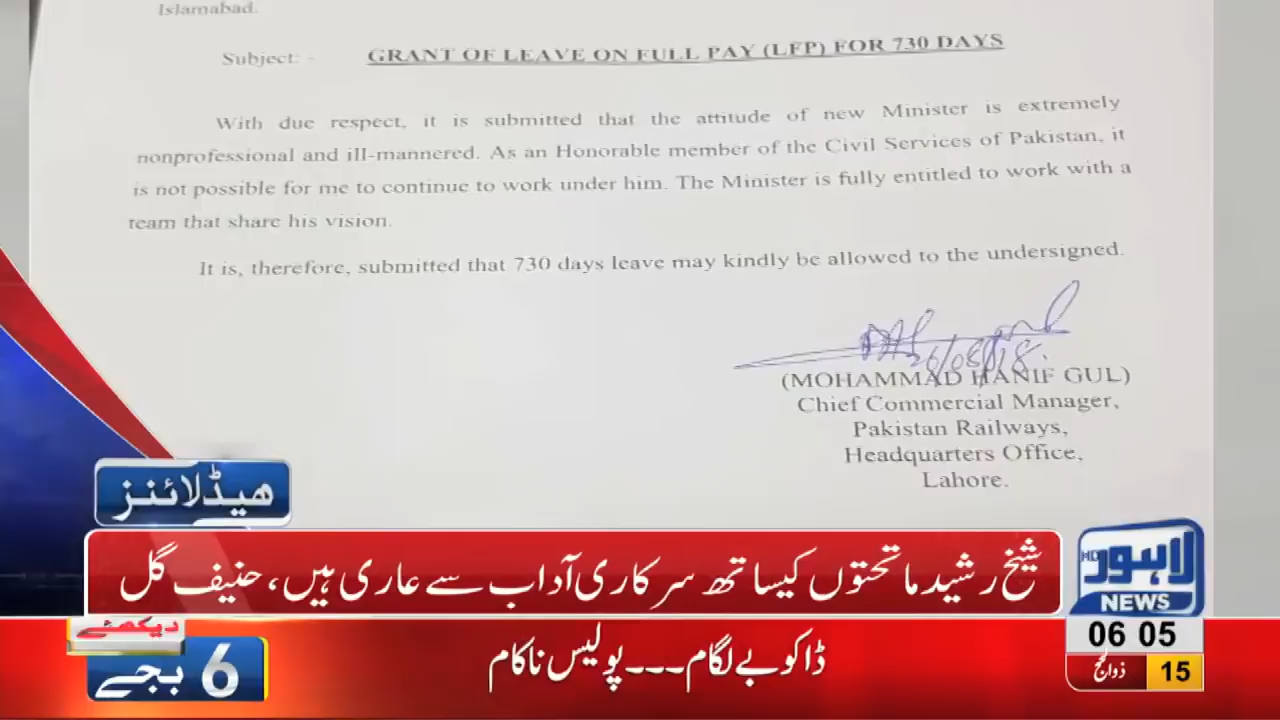 Islamabad.
Subject: - GRANT OF LEAVE ON FULL PAY (LFP) FOR 730 DAYS
With due respect, it is submitted that the attitude of new Minister is extremely
nonprofessional and ill-mannered. As an Honorable member of the Civil Services of Pakistan, it
is not possible for me to continue to work under him. The Minister is fully entitled to work with a
team that share his vision.
It is, therefore, submitted that 730 days leave may kindly be allowed to the undersigned.
26/08/18.
(MOHAMMAD HANIF GUL)
Chief Commercial Manager,
Pakistan Railways,
Headquarters Office,
Lahore.
ہیڈلائنز
شیخ رشید ماتحتوں کیساتھ سرکاری آداب سے عاری ہیں، حنیف گل
HD لاہور
NEWS
دیکھئے
6 بجے
ڈاکو بے لگام۔۔۔پولیس ناکام
06 05
15 ذوالحج